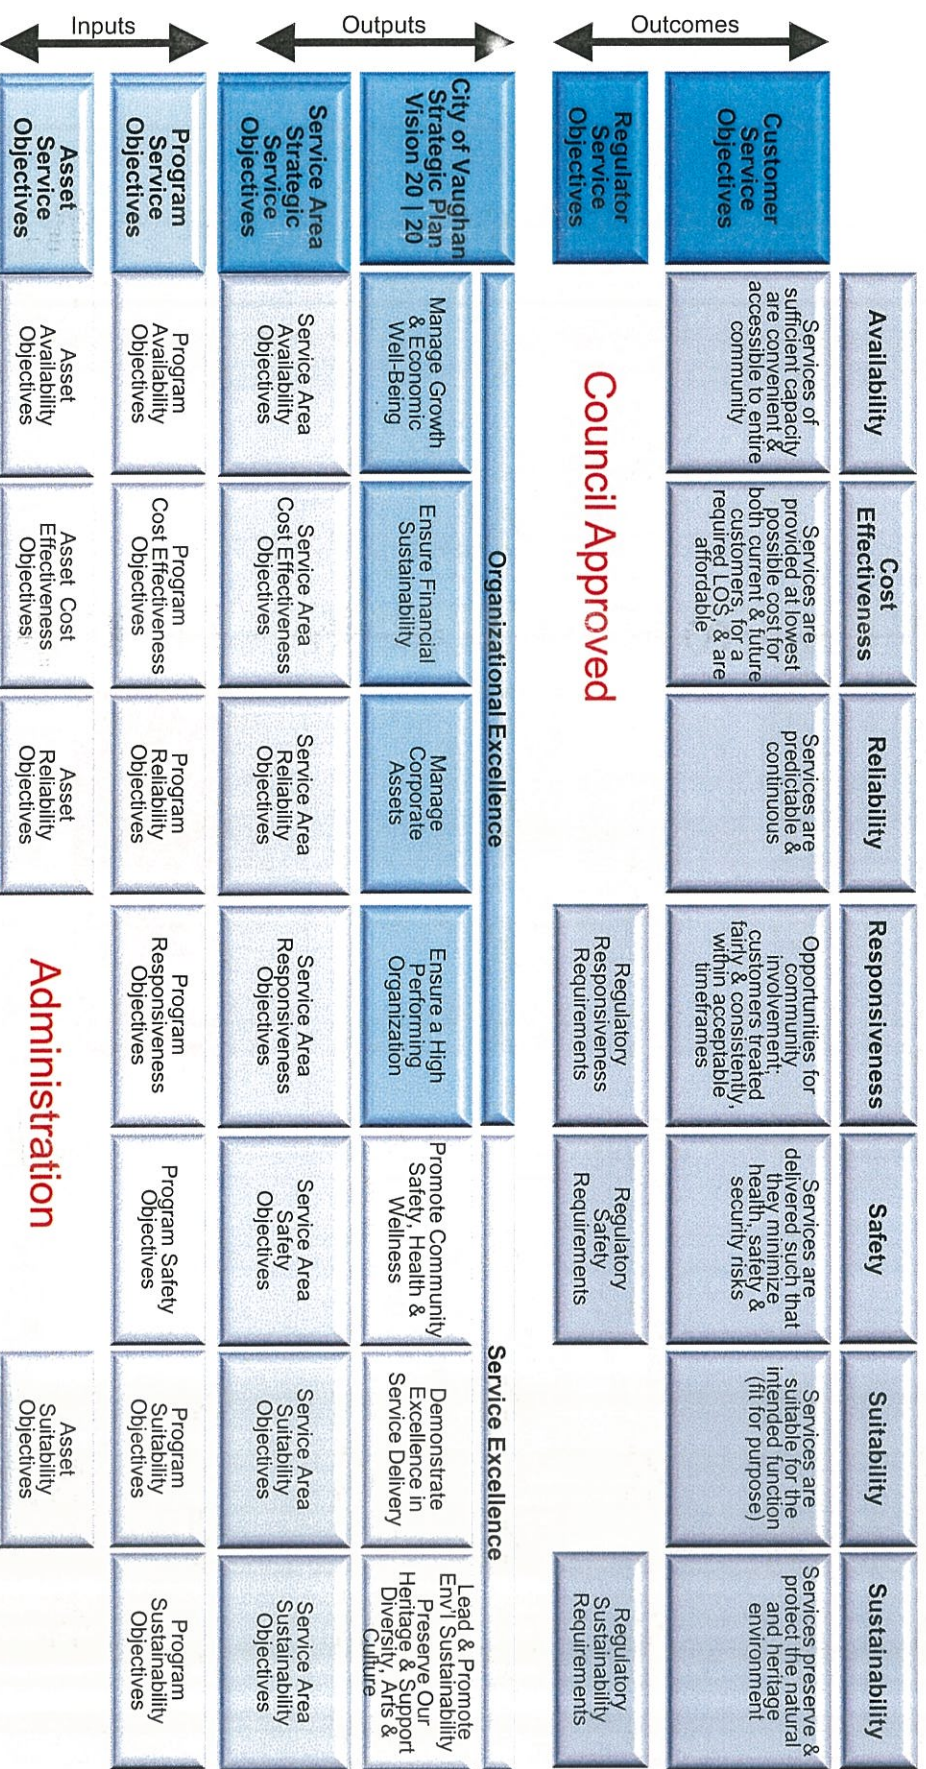 Availability
Cost
Effectiveness
Reliability
Responsiveness
Safety
Suitability
Sustainability
Outcomes
Customer
Service
Objectives
Services of
sufficient capacity
are convenient &
accessible to entire
community
Services are
provided at lowest
possible cost for
both current & future
customers, for a
required LOS, & are
affordable
Services are
predictable &
continuous
Opportunities for
community
involvement;
customers treated
fairly & consistently,
within acceptable
timeframes
Services are
delivered such that
they minimize
health, safety &
security risks
Services are
suitable for the
intended function
(fit for purpose)
Services preserve &
protect the natural
and heritage
environment
Regulator
Service
Objectives
Council Approved
Regulatory
Responsiveness
Requirements
Regulatory
Safety
Requirements
Regulatory
Sustainability
Requirements
Outputs
Organizational Excellence
Service Excellence
City of Vaughan
Strategic Plan
Vision 20 | 20
Manage Growth
& Economic
Well-Being
Ensure Financial
Sustainability
Manage
Corporate
Assets
Ensure a High
Performing
Organization
Promote Community
Safety, Health &
Wellness
Demonstrate
Excellence in
Service Delivery
Lead & Promote
Env'l Sustainability
Preserve Our
Heritage & Support
Diversity, Arts &
Culture
Service Area
Strategic
Service
Objectives
Service Area
Availability
Objectives
Service Area
Cost Effectiveness
Objectives
Service Area
Reliability
Objectives
Service Area
Responsiveness
Objectives
Service Area
Safety
Objectives
Service Area
Suitability
Objectives
Service Area
Sustainability
Objectives
Inputs
Program
Service
Objectives
Program
Availability
Objectives
Program
Cost Effectiveness
Objectives
Program
Reliability
Objectives
Program
Responsiveness
Objectives
Program Safety
Objectives
Program
Suitability
Objectives
Program
Sustainability
Objectives
Asset
Service
Objectives
Asset
Availability
Objectives
Asset Cost
Effectiveness
Objectives
Asset
Reliability
Objectives
Administration
Asset
Suitability
Objectives